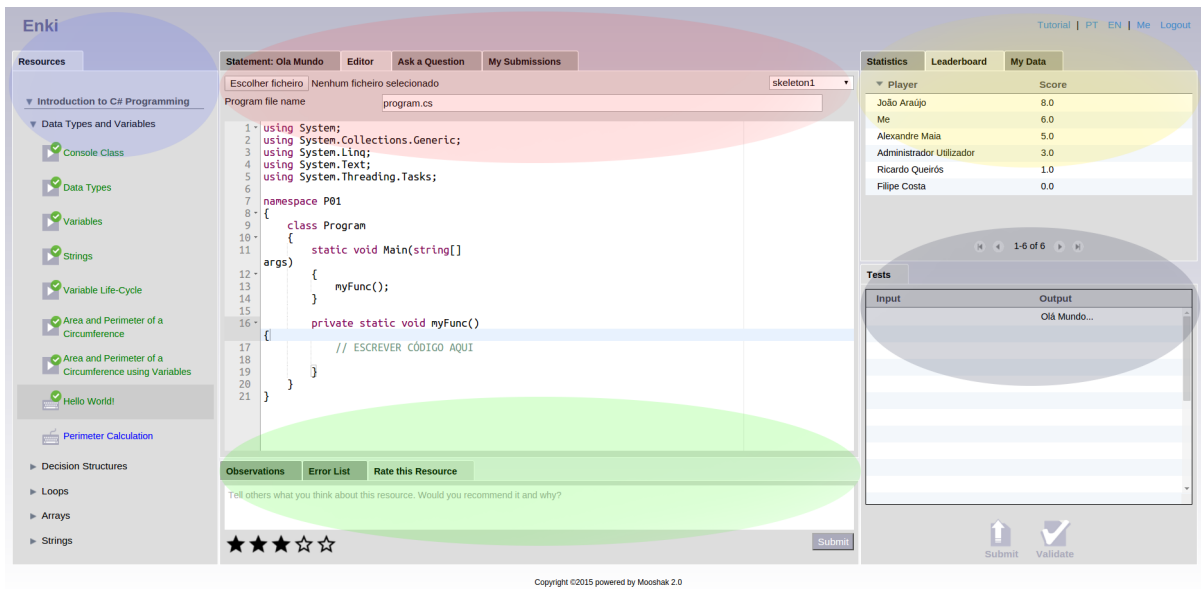 Enki
Tutorial | PT EN | Me Logout
Resources
Introduction to C# Programming
Data Types and Variables
Console Class
Data Types
Variables
Strings
Variable Life-Cycle
Area and Perimeter of a
Circumference
Area and Perimeter of a
Circumference using Variables
Hello World!
Perimeter Calculation
Decision Structures
Loops
Arrays
Strings
Statement: Ola Mundo Editor Ask a Question My Submissions
Escolher ficheiro Nenhum ficheiro selecionado skeleton1
Program file name program.cs
1 using System;
2 using System.Collections.Generic;
3 using System.Linq;
4 using System.Text;
5 using System.Threading.Tasks;
6
7 namespace P01
8 {
9 class Program
10 {
11 static void Main(string[]
args)
12 {
13 myFunc();
14 }
15
16 private static void myFunc()
{
17 // ESCREVER CÓDIGO AQUI
18
19 }
20 }
21 }
Observations Error List Rate this Resource
Tell others what you think about this resource. Would you recommend it and why?
Submit
Statistics Leaderboard My Data
Player Score
João Araújo 8.0
Me 6.0
Alexandre Maia 5.0
Administrador Utilizador 3.0
Ricardo Queirós 1.0
Filipe Costa 0.0
1-6 of 6
Tests
Input Output
Olá Mundo...
Submit Validate
Copyright ©2015 powered by Mooshak 2.0